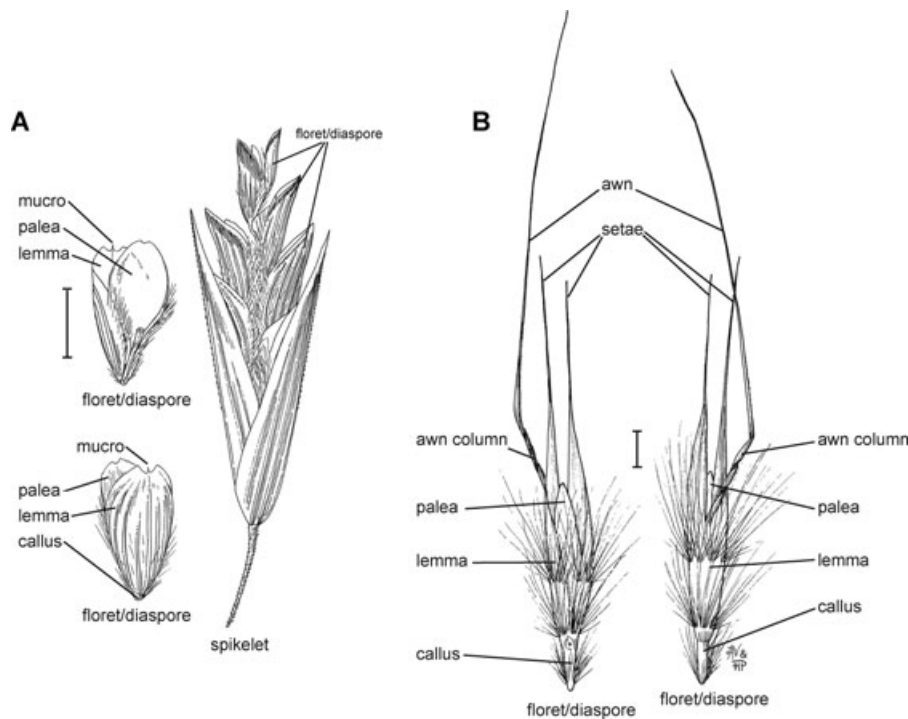 A
floret/diaspore
mucro
palea
lemma
floret/diaspore
mucro
palea
lemma
callus
floret/diaspore
spikelet
B
awn
setae
awn column
awn column
palea
palea
lemma
lemma
callus
callus
floret/diaspore
floret/diaspore